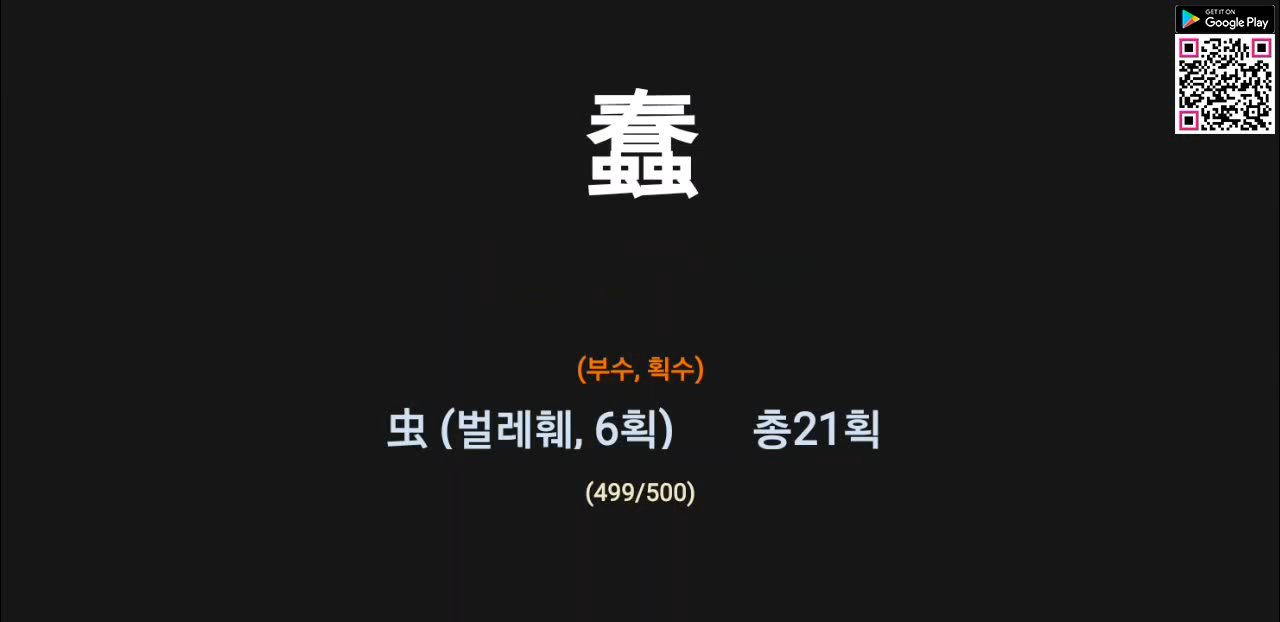 GET IT ON
Google Play
蠢
(부수, 획수)
虫 (벌레훼, 6획) 총21획
(499/500)